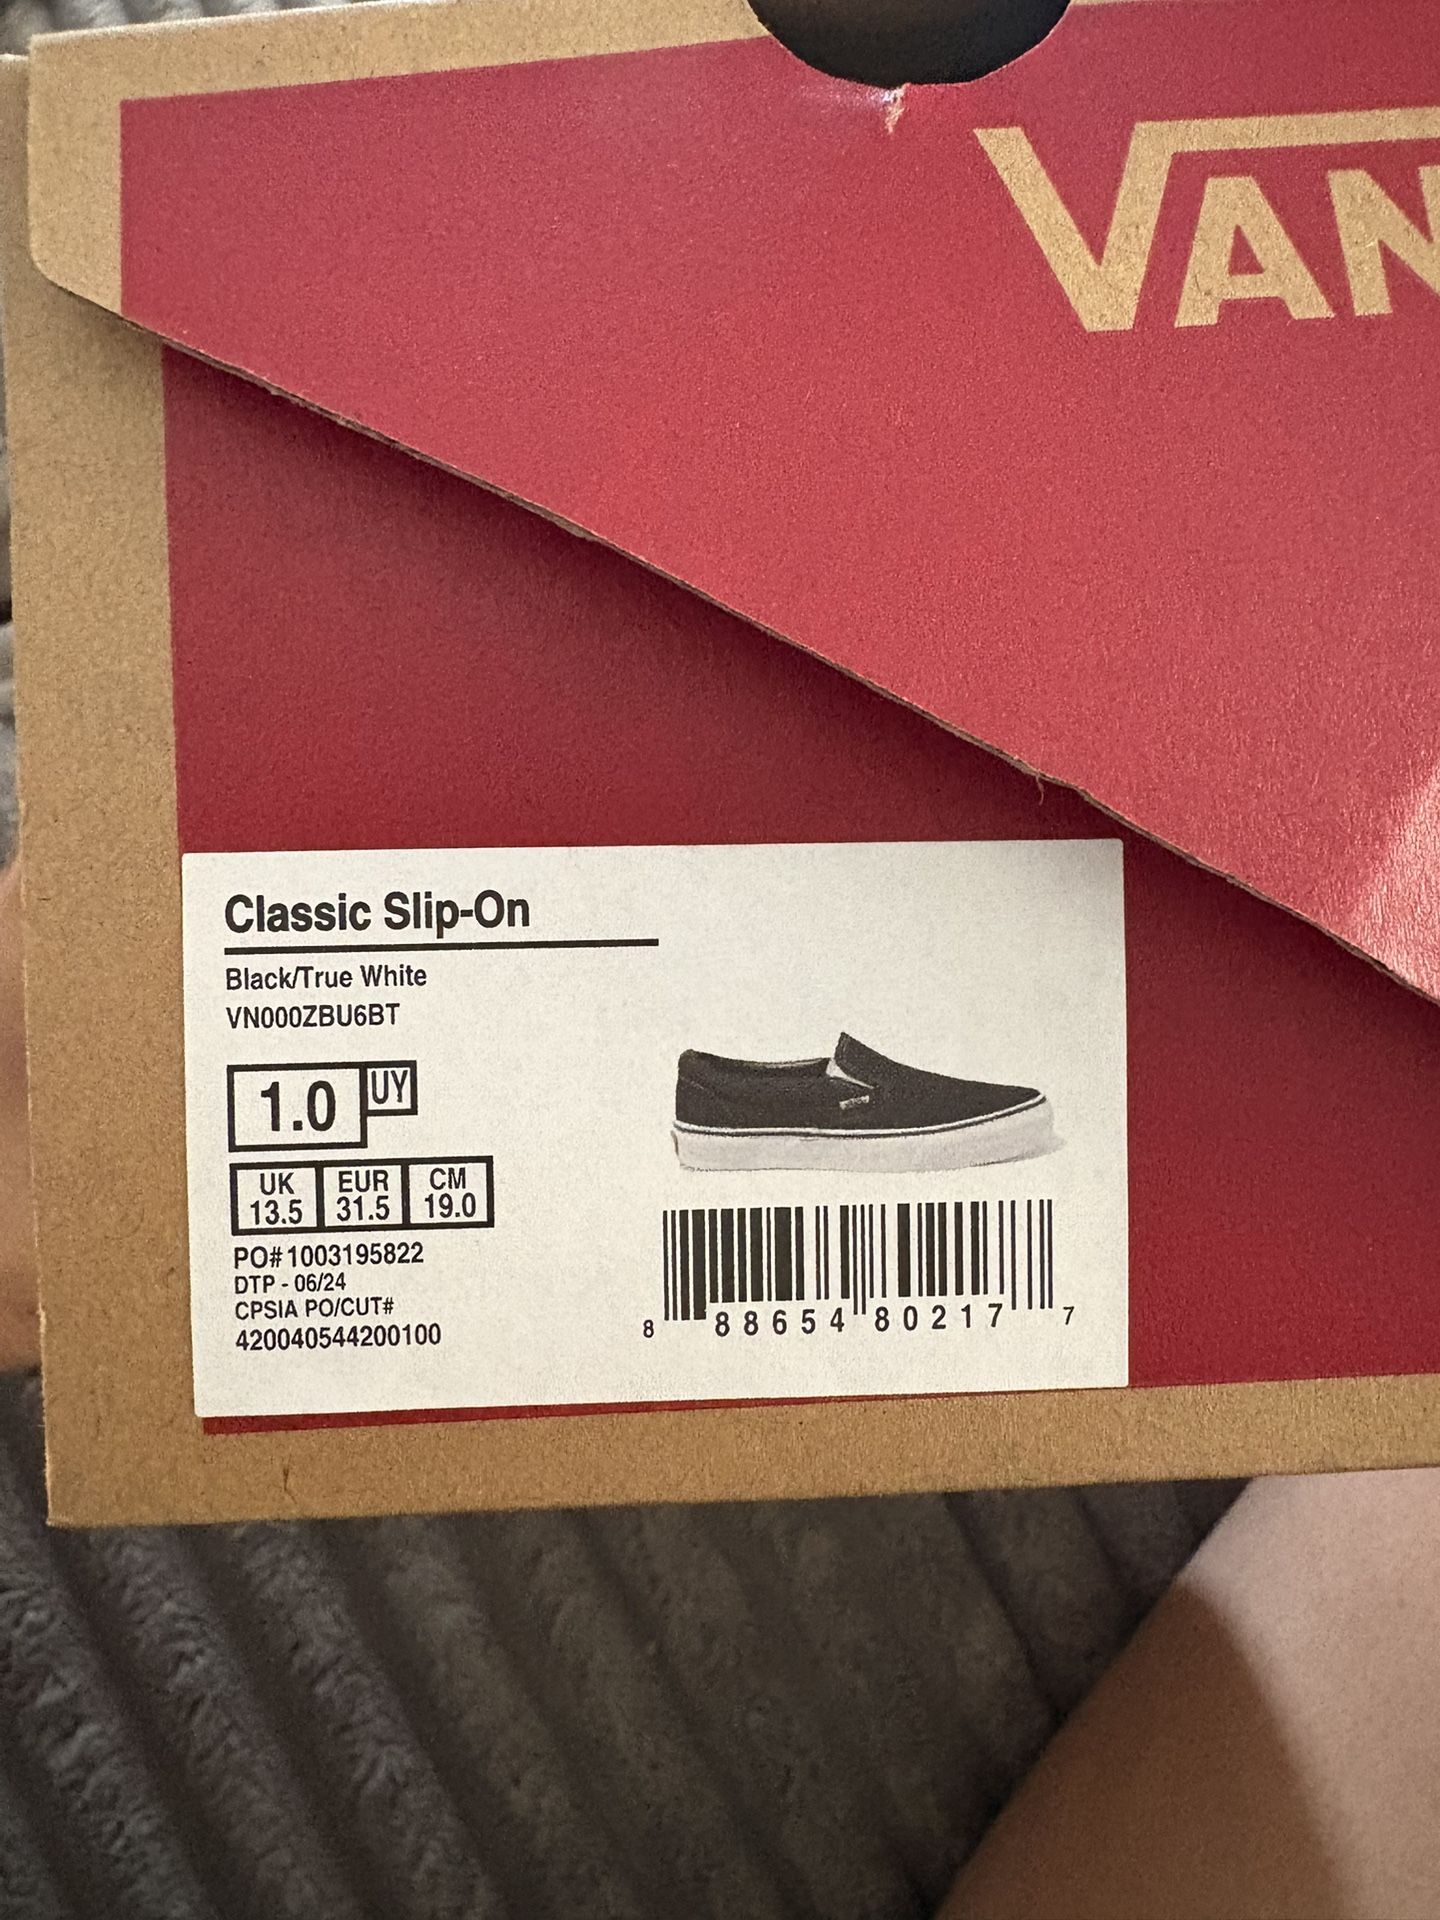 VAN
Classic Slip-On
Black/True White
VN000ZBU6BT
1.0 UY
UK EUR CM
13.5 31.5 19.0
PO# 1003195822
DTP - 06/24
CPSIA PO/CUT#
420040544200100
8 88654 80217 7